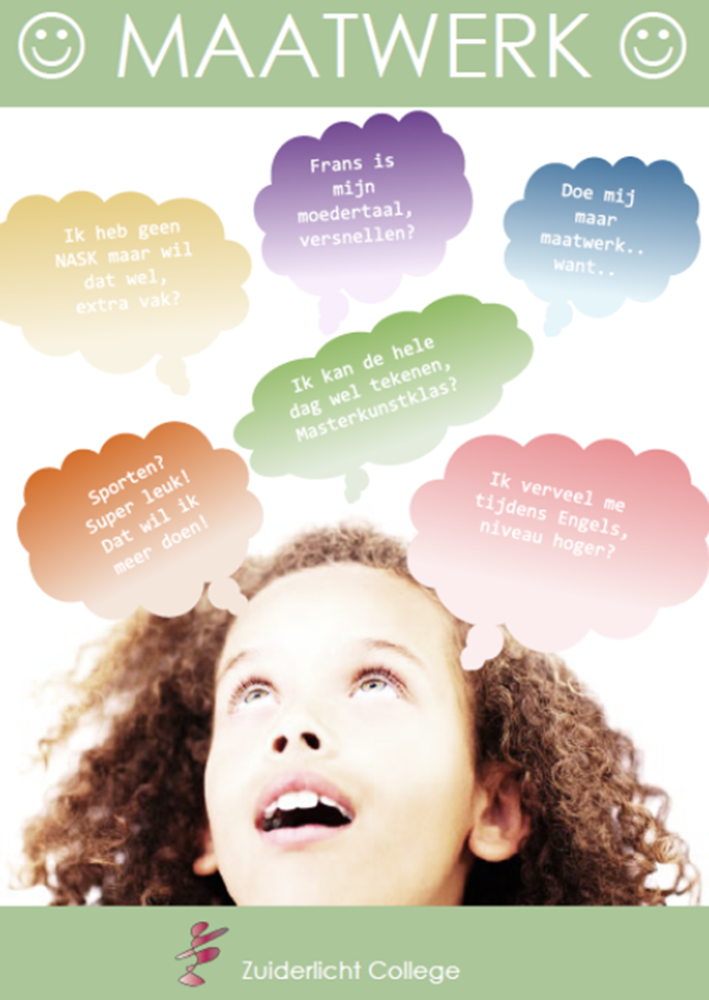 MAATWERK
Frans is
mijn
moedertaal,
versnellen?
Doe mij
maar
maatwerk..
want..
Ik heb geen
NASK maar wil
dat wel,
extra vak?
Ik kan de hele
dag wel tekenen,
Masterkunstklas?
Sporten?
Super leuk!
Dat wil ik
meer doen!
Ik verveel me
tijdens Engels,
niveau hoger?
Zuiderlicht College